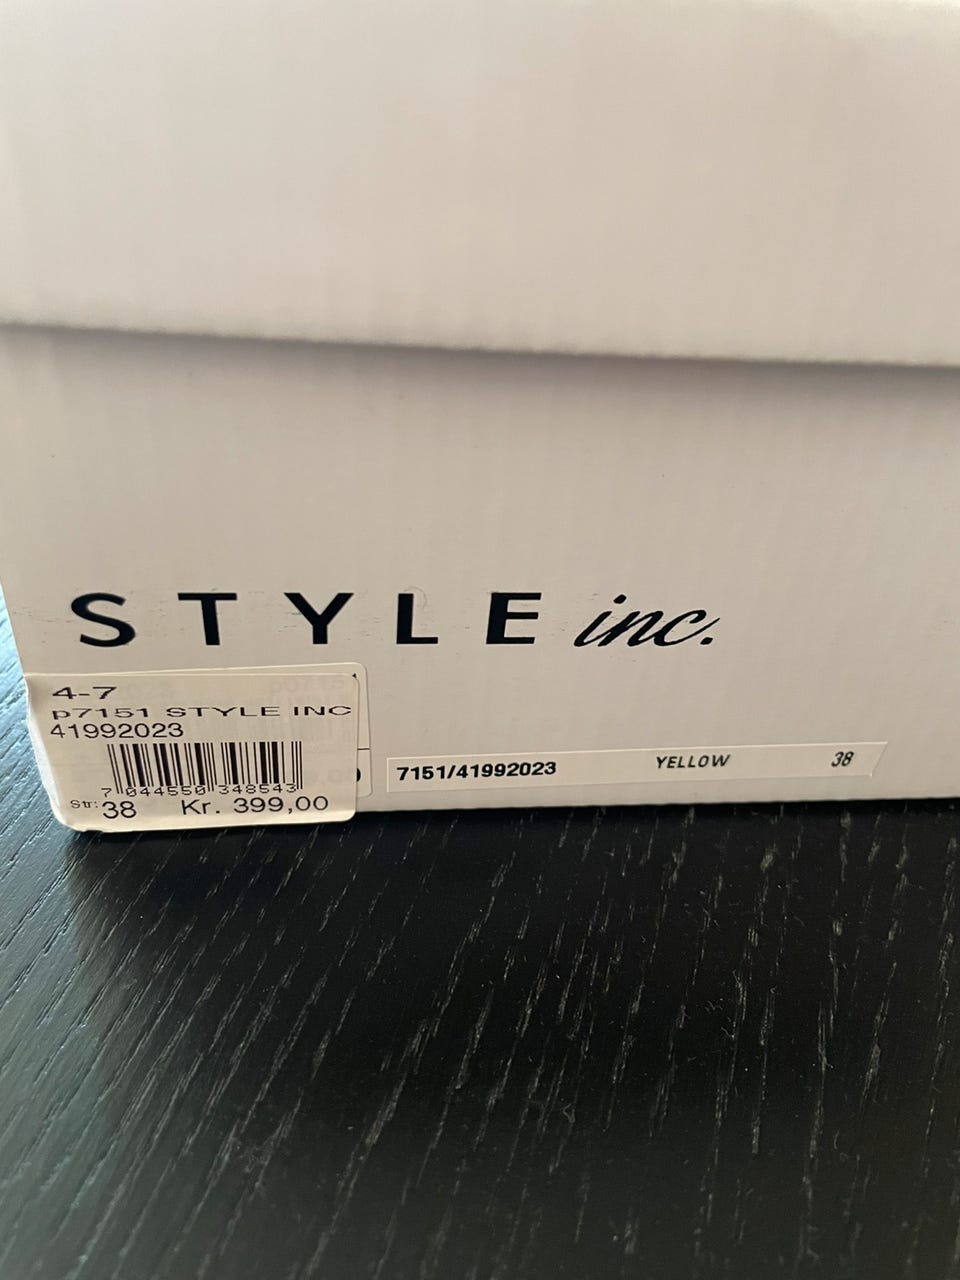 STYLE inc.
4-7
p7151 STYLE INC
41992023
7 044550 348543
Str: 38 Kr. 399,00
7151/41992023 YELLOW 38